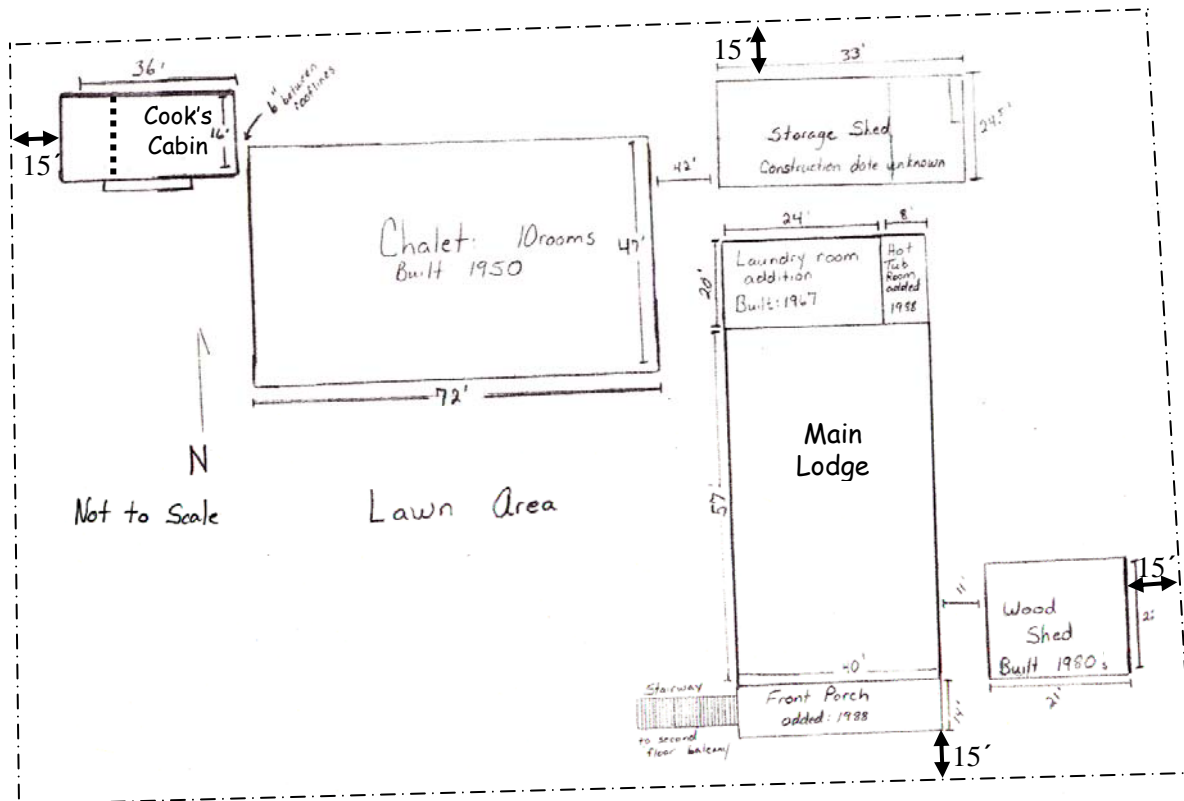 15´
36'
Cook's
Cabin
16'
6" between
rooflines
15´
33'
Storage Shed
Construction date unknown
24.5'
42'
Chalet: 10 rooms
Built 1950
47'
72'
24'
8'
20'
Laundry room
addition
Built: 1967
Hot
Tub
Room
added
1988
57'
Main
Lodge
40'
N
Not to Scale
Lawn Area
11'
15´
Wood
Shed
Built 1980's
21'
Stairway
to second
floor balcony
Front Porch
added: 1988
14'
15´